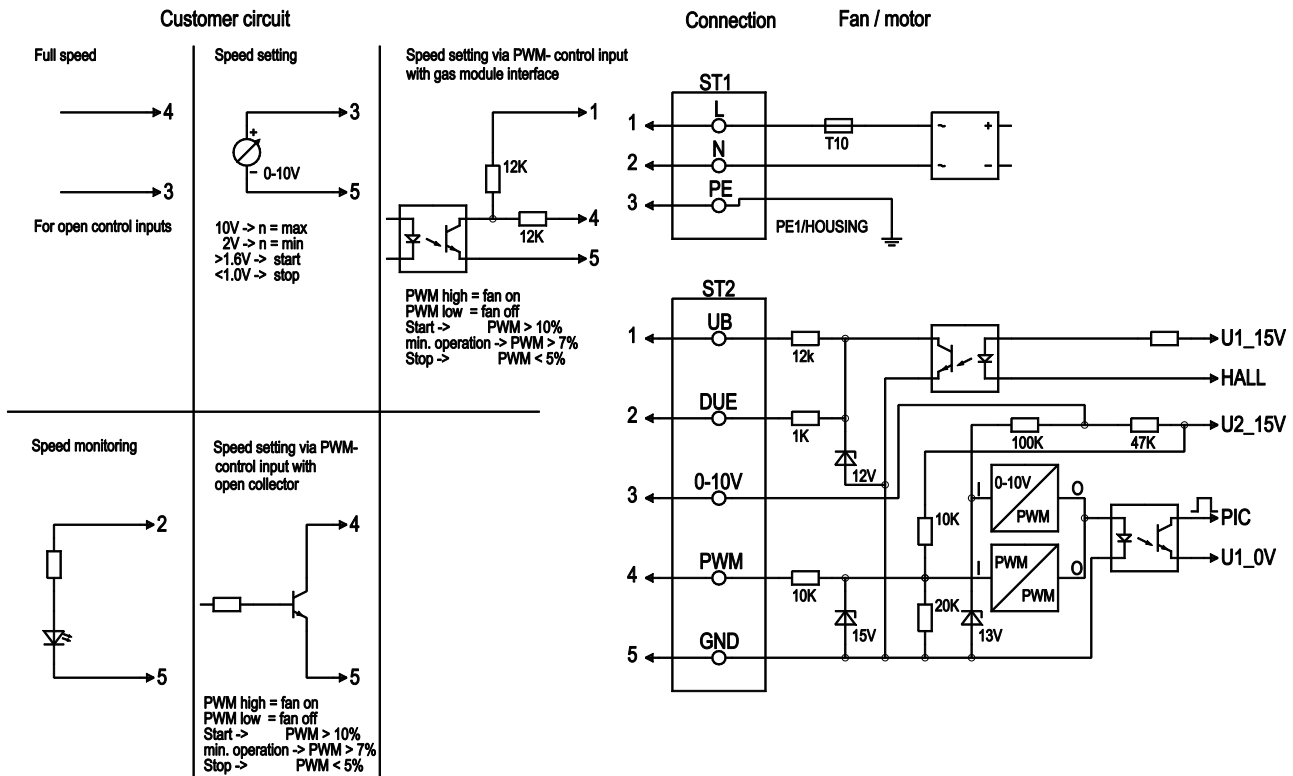 Customer circuit
Connection
Fan / motor
Full speed
4
3
For open control inputs
Speed setting
3
+
− 0-10V
5
10V -> n = max
2V -> n = min
>1.6V -> start
<1.0V -> stop
Speed setting via PWM- control input
with gas module interface
1
12K
4
12K
5
PWM high = fan on
PWM low = fan off
Start -> PWM > 10%
min. operation -> PWM > 7%
Stop -> PWM < 5%
Speed monitoring
2
5
Speed setting via PWM-
control input with
open collector
4
5
PWM high = fan on
PWM low = fan off
Start -> PWM > 10%
min. operation -> PWM > 7%
Stop -> PWM < 5%
ST1
1 L
T10
~ +
2 N
~ −
3 PE
PE1/HOUSING
ST2
1 UB
12k
U1_15V
HALL
2 DUE
1K
100K
47K
U2_15V
12V
3 0-10V
I 0-10V O
PWM
10K
PIC
4 PWM
10K
I PWM O
PWM
U1_0V
20K
15V
13V
5 GND